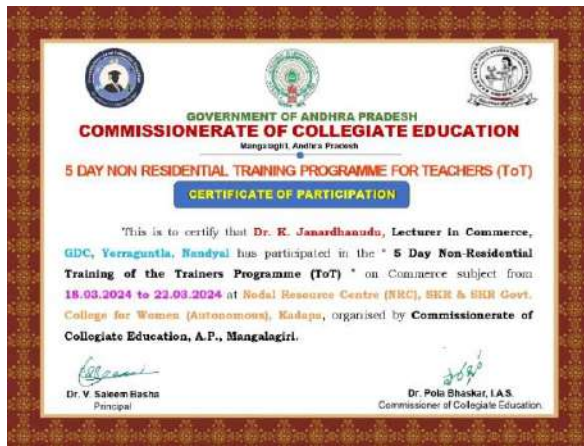 GOVERNMENT OF ANDHRA PRADESH
COMMISSIONERATE OF COLLEGIATE EDUCATION
Mangalagiri, Andhra Pradesh
5 DAY NON RESIDENTIAL TRAINING PROGRAMME FOR TEACHERS (ToT)
CERTIFICATE OF PARTICIPATION
This is to certify that Dr. K. Janardhanudu, Lecturer in Commerce,
GDC, Yerraguntla, Nandyal has participated in the " 5 Day Non-Residential
Training of the Trainers Programme (ToT) " on Commerce subject from
18.03.2024 to 22.03.2024 at Nodal Resource Centre (NRC), SKR & SKR Govt.
College for Women (Autonomous), Kadapa, organised by Commissionerate of
Collegiate Education, A.P., Mangalagiri.
Dr. V. Saleem Basha
Principal
Dr. Pola Bhaskar, I.A.S.
Commissioner of Collegiate Education